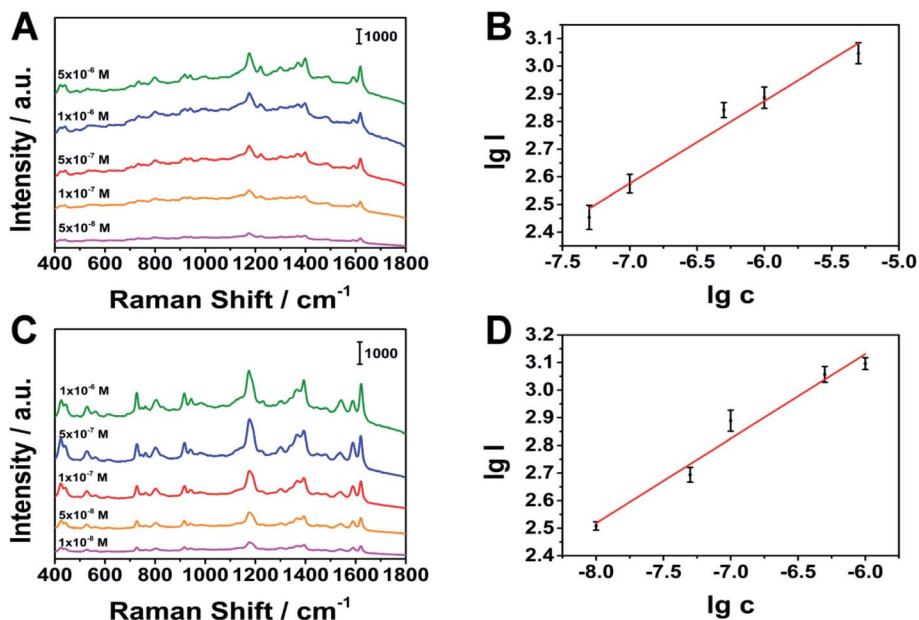 A
1000
5x10⁻⁶ M
1x10⁻⁶ M
5x10⁻⁷ M
1x10⁻⁷ M
5x10⁻⁸ M
Intensity / a.u.
400 600 800 1000 1200 1400 1600 1800
Raman Shift / cm⁻¹
B
3.1
3.0
2.9
2.8
2.7
2.6
2.5
2.4
lg I
-7.5 -7.0 -6.5 -6.0 -5.5 -5.0
lg c
C
1000
1x10⁻⁶ M
5x10⁻⁷ M
1x10⁻⁷ M
5x10⁻⁸ M
1x10⁻⁸ M
Intensity / a.u.
400 600 800 1000 1200 1400 1600 1800
Raman Shift / cm⁻¹
D
3.2
3.1
3.0
2.9
2.8
2.7
2.6
2.5
2.4
lg I
-8.0 -7.5 -7.0 -6.5 -6.0
lg c